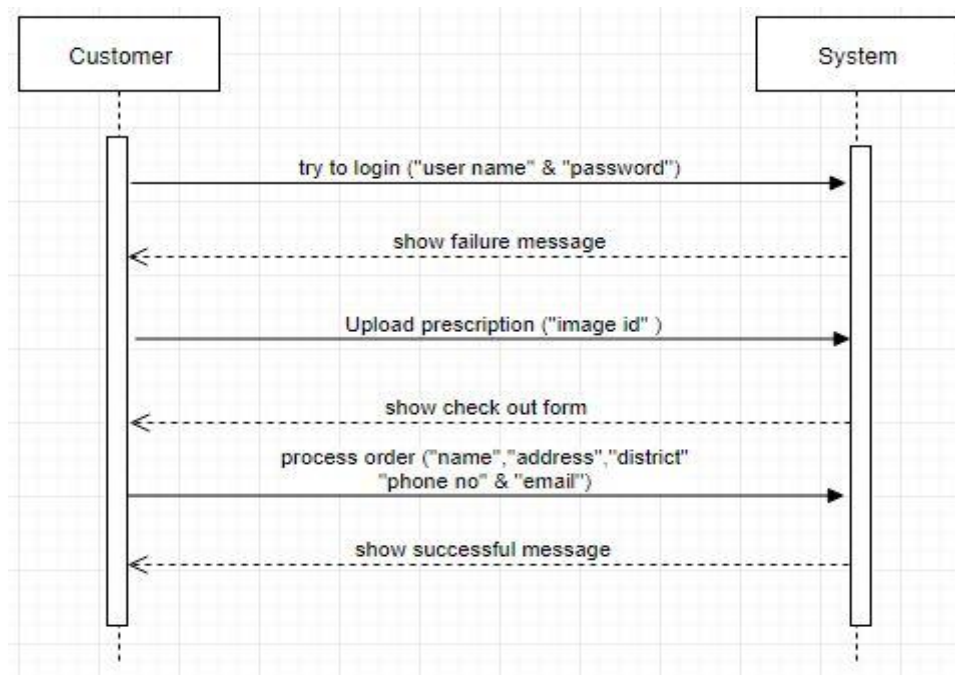 Customer
System
try to login ("user name" & "password")
show failure message
Upload prescription ("image id" )
show check out form
process order ("name","address","district"
"phone no" & "email")
show successful message